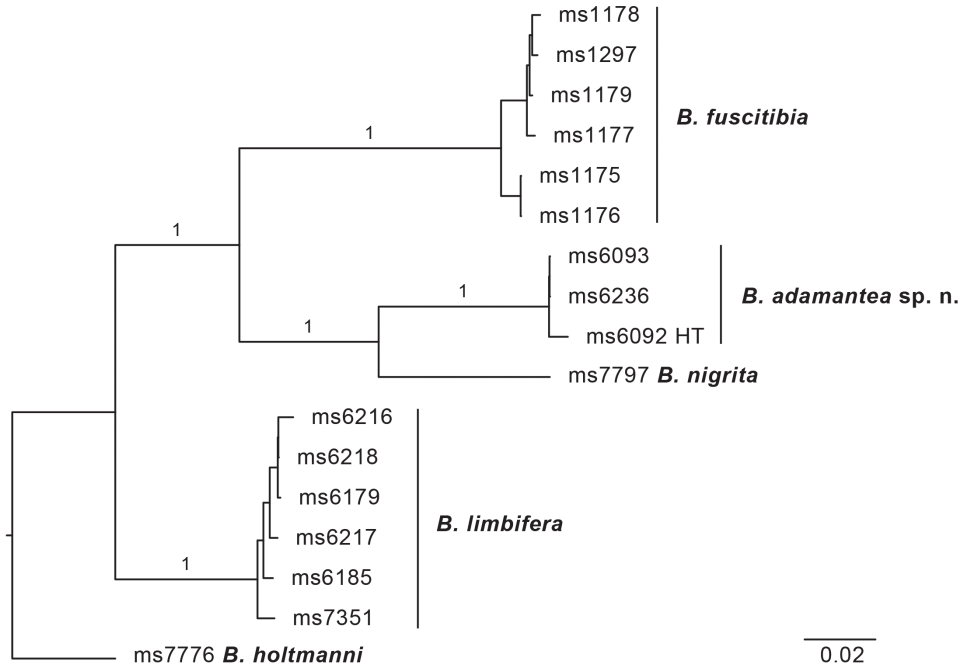 ms1178
ms1297
ms1179
B. fuscitibia
1
ms1177
ms1175
ms1176
1
ms6093
1
ms6236
B. adamantea sp. n.
1
ms6092 HT
ms7797 B. nigrita
ms6216
ms6218
ms6179
B. limbifera
ms6217
1
ms6185
ms7351
ms7776 B. holtmanni
0.02